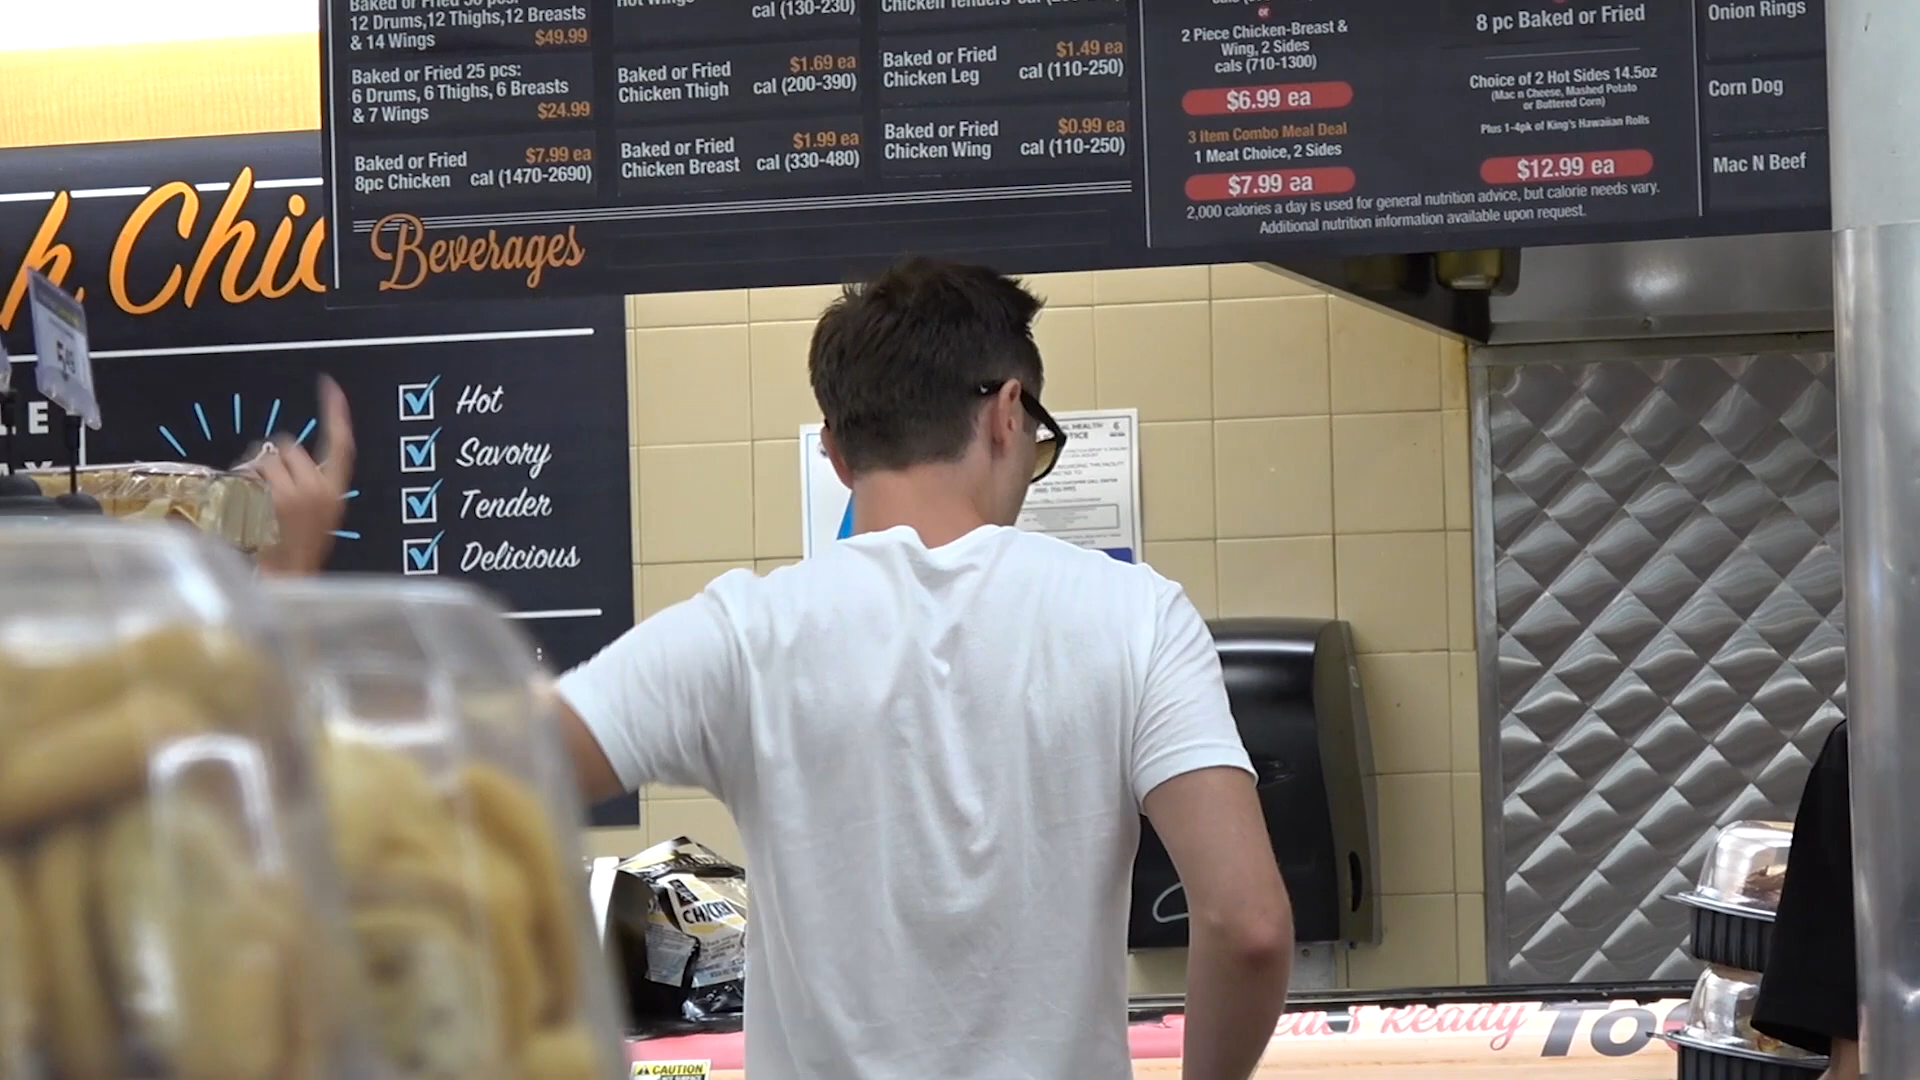 12 Drums,12 Thighs,12 Breasts
& 14 Wings $49.99
Baked or Fried 25 pcs:
6 Drums, 6 Thighs, 6 Breasts
& 7 Wings $24.99
Baked or Fried $7.99 ea
8pc Chicken cal (1470-2690)
Hot Wings cal (130-230)
Baked or Fried $1.69 ea
Chicken Thigh cal (200-390)
Baked or Fried $1.99 ea
Chicken Breast cal (330-480)
Chicken Tenders
Baked or Fried $1.49 ea
Chicken Leg cal (110-250)
Baked or Fried $0.99 ea
Chicken Wing cal (110-250)
or
2 Piece Chicken-Breast &
Wing, 2 Sides
cals (710-1300)
$6.99 ea
3 Item Combo Meal Deal
1 Meat Choice, 2 Sides
$7.99 ea
8 pc Baked or Fried
Choice of 2 Hot Sides 14.5oz
(Mac n Cheese, Mashed Potato
or Buttered Corn)
Plus 1-4pk of King's Hawaiian Rolls
$12.99 ea
2,000 calories a day is used for general nutrition advice, but calorie needs vary.
Additional nutrition information available upon request.
Onion Rings
Corn Dog
Mac N Beef
Beverages
h Chic
Hot
Savory
Tender
Delicious
HEALTH
CHICKEN
Ready
CAUTION